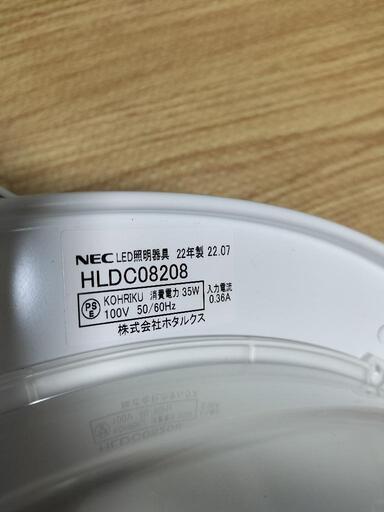 NEC LED照明器具 22年製 22.07
HLDC08208
PS E KOHRIKU 消費電力 35W 入力電流
100V 50/60Hz 0.36A
株式会社ホタルクス